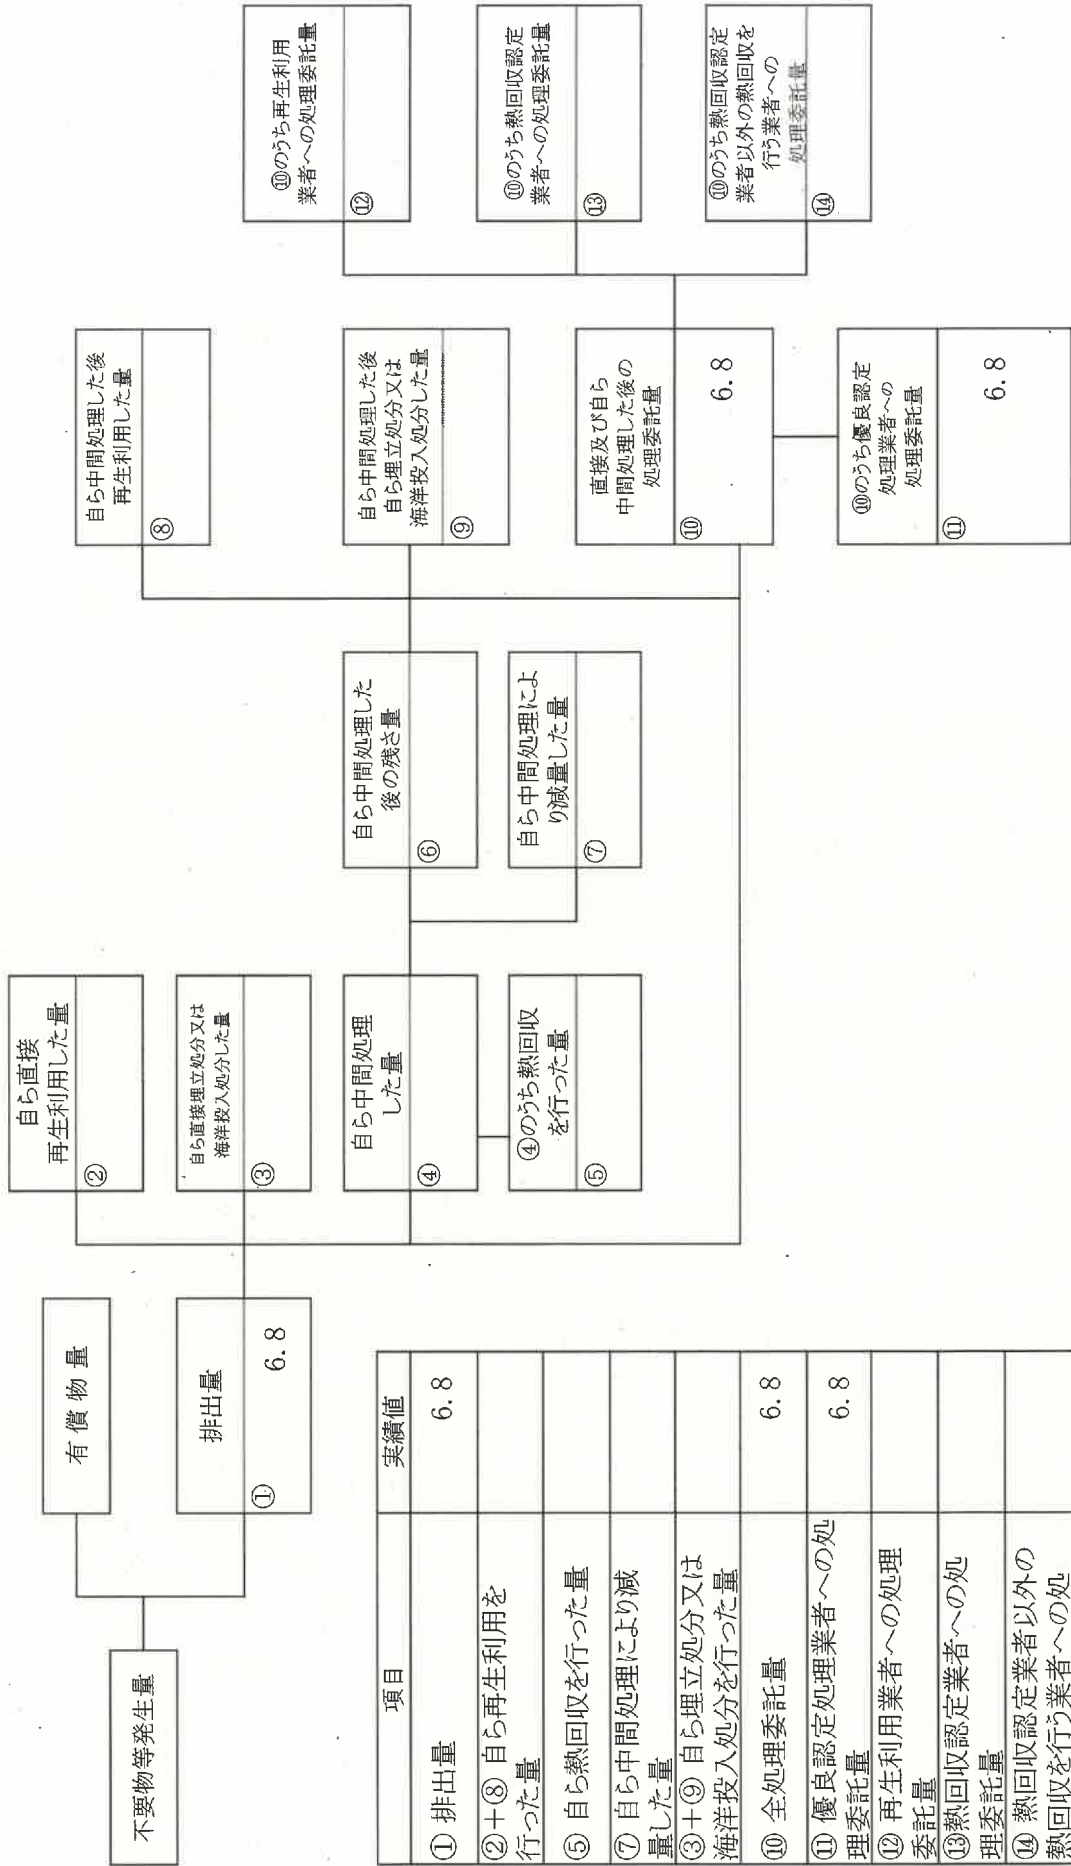 不要物等発生量
有償物量
排出量
① 6.8
自ら直接
再生利用した量
②
自ら直接埋立処分又は
海洋投入処分した量
③
自ら中間処理
した量
④
④のうち熱回収
を行った量
⑤
自ら中間処理した
後の残さ量
⑥
自ら中間処理によ
り減量した量
⑦
自ら中間処理した後
再生利用した量
⑧
自ら中間処理した後
自ら埋立処分又は
海洋投入処分した量
⑨
直接及び自ら
中間処理した後の
処理委託量
⑩ 6.8
⑩のうち優良認定
処理業者への
処理委託量
⑪ 6.8
⑩のうち再生利用
業者への処理委託量
⑫
⑩のうち熱回収認定
業者への処理委託量
⑬
⑩のうち熱回収認定
業者以外の熱回収を
行う業者への
処理委託量
⑭
項目 実績値
① 排出量 6.8
②+⑧ 自ら再生利用を
行った量
⑤ 自ら熱回収を行った量
⑦ 自ら中間処理により減
量した量
③+⑨ 自ら埋立処分又は
海洋投入処分を行った量
⑩ 全処理委託量 6.8
⑪ 優良認定処理業者への処
理委託量 6.8
⑫ 再生利用業者への処理
委託量
⑬熱回収認定業者への処
理委託量
⑭ 熱回収認定業者以外の
熱回収を行う業者への処